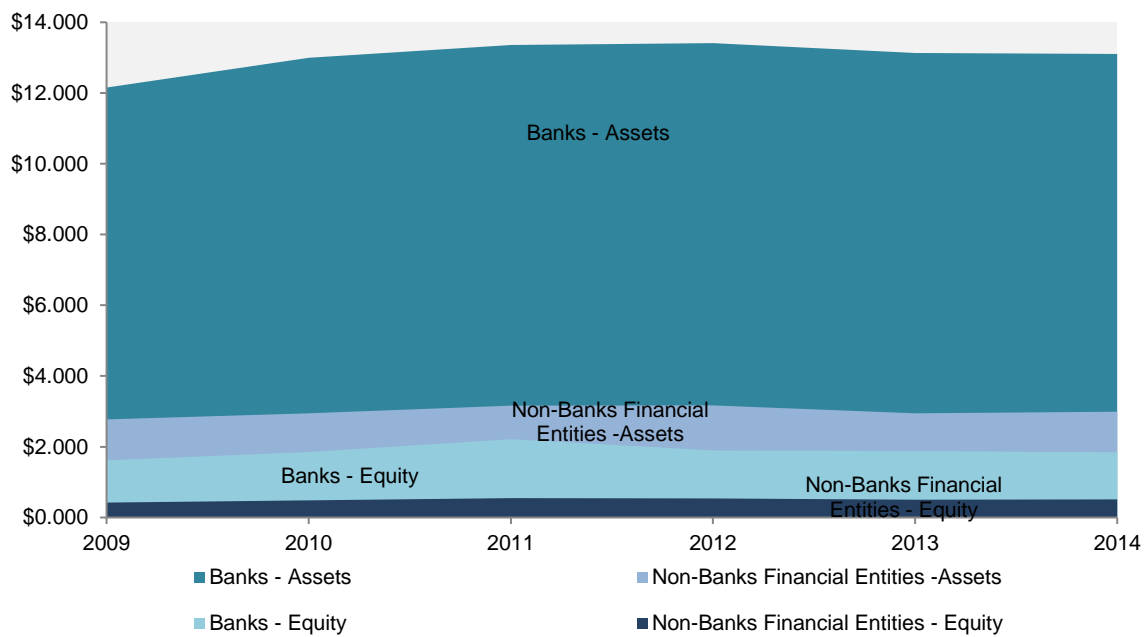 $14.000
$12.000
$10.000
$8.000
$6.000
$4.000
$2.000
$0.000
Banks - Assets
Non-Banks Financial
Entities -Assets
Banks - Equity
Non-Banks Financial
Entities - Equity
2009 2010 2011 2012 2013 2014
Banks - Assets Non-Banks Financial Entities -Assets
Banks - Equity Non-Banks Financial Entities - Equity